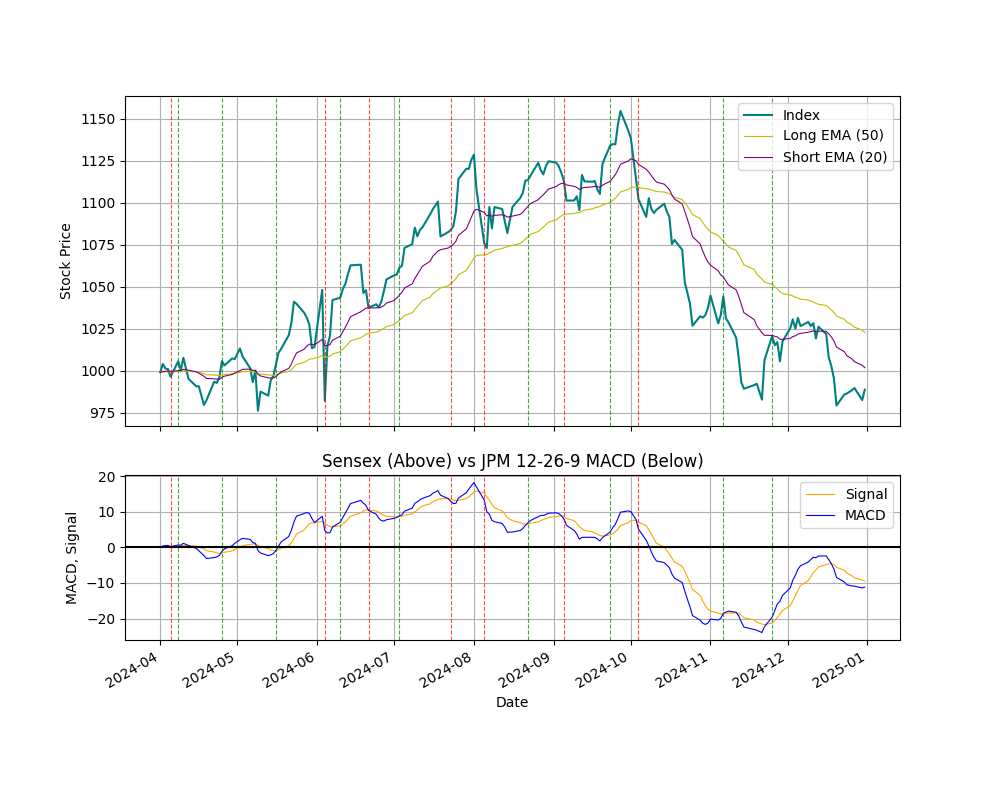 1150
1125
1100
1075
1050
1025
1000
975
Stock Price
Index
Long EMA (50)
Short EMA (20)
Sensex (Above) vs JPM 12-26-9 MACD (Below)
20
10
0
−10
−20
MACD, Signal
Signal
MACD
2024-04
2024-05
2024-06
2024-07
2024-08
2024-09
2024-10
2024-11
2024-12
2025-01
Date